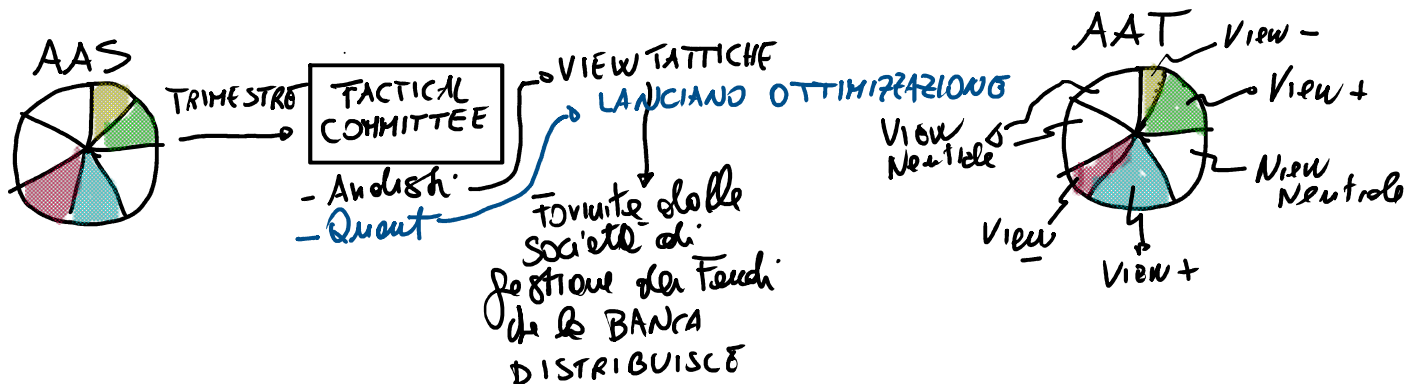 AAS
TRIMESTRE
TACTICAL
COMMITTEE
- Analisti
- Quant
VIEW TATTICHE
LANCIANO OTTIMIZZAZIONE
Fornite dalle
società di
gestione dei Fondi
che la BANCA
DISTRIBUISCE
AAT
View -
View +
View
Neutrale
View
Neutrale
View
-
View +